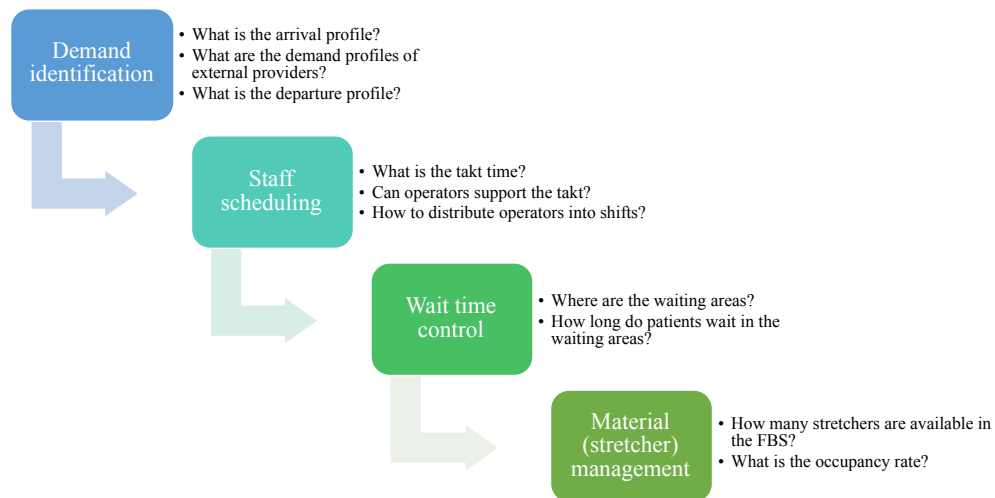 Demand
identification
• What is the arrival profile?
• What are the demand profiles of
external providers?
• What is the departure profile?
Staff
scheduling
• What is the takt time?
• Can operators support the takt?
• How to distribute operators into shifts?
Wait time
control
• Where are the waiting areas?
• How long do patients wait in the
waiting areas?
Material
(stretcher)
management
• How many stretchers are available in
the FBS?
• What is the occupancy rate?